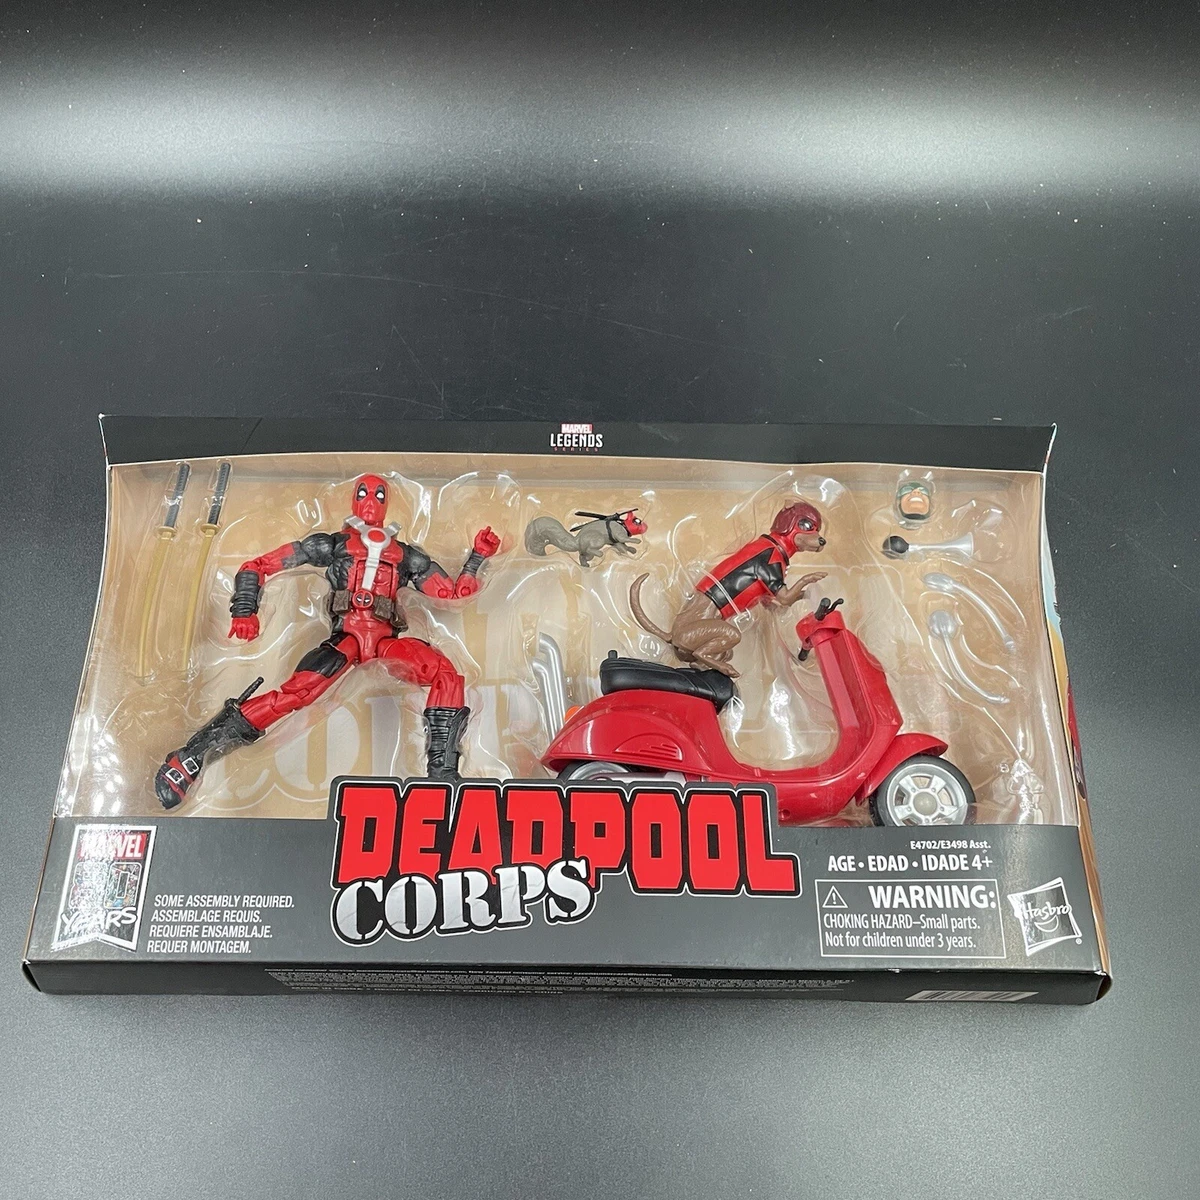 MARVEL
LEGENDS
SERIES
DEADPOOL
CORPS
MARVEL
YEARS
SOME ASSEMBLY REQUIRED.
ASSEMBLAGE REQUIS.
REQUIERE ENSAMBLAJE.
REQUER MONTAGEM.
E4702/E3498 Asst.
AGE • EDAD • IDADE 4+
WARNING:
CHOKING HAZARD—Small parts.
Not for children under 3 years.
Hasbro